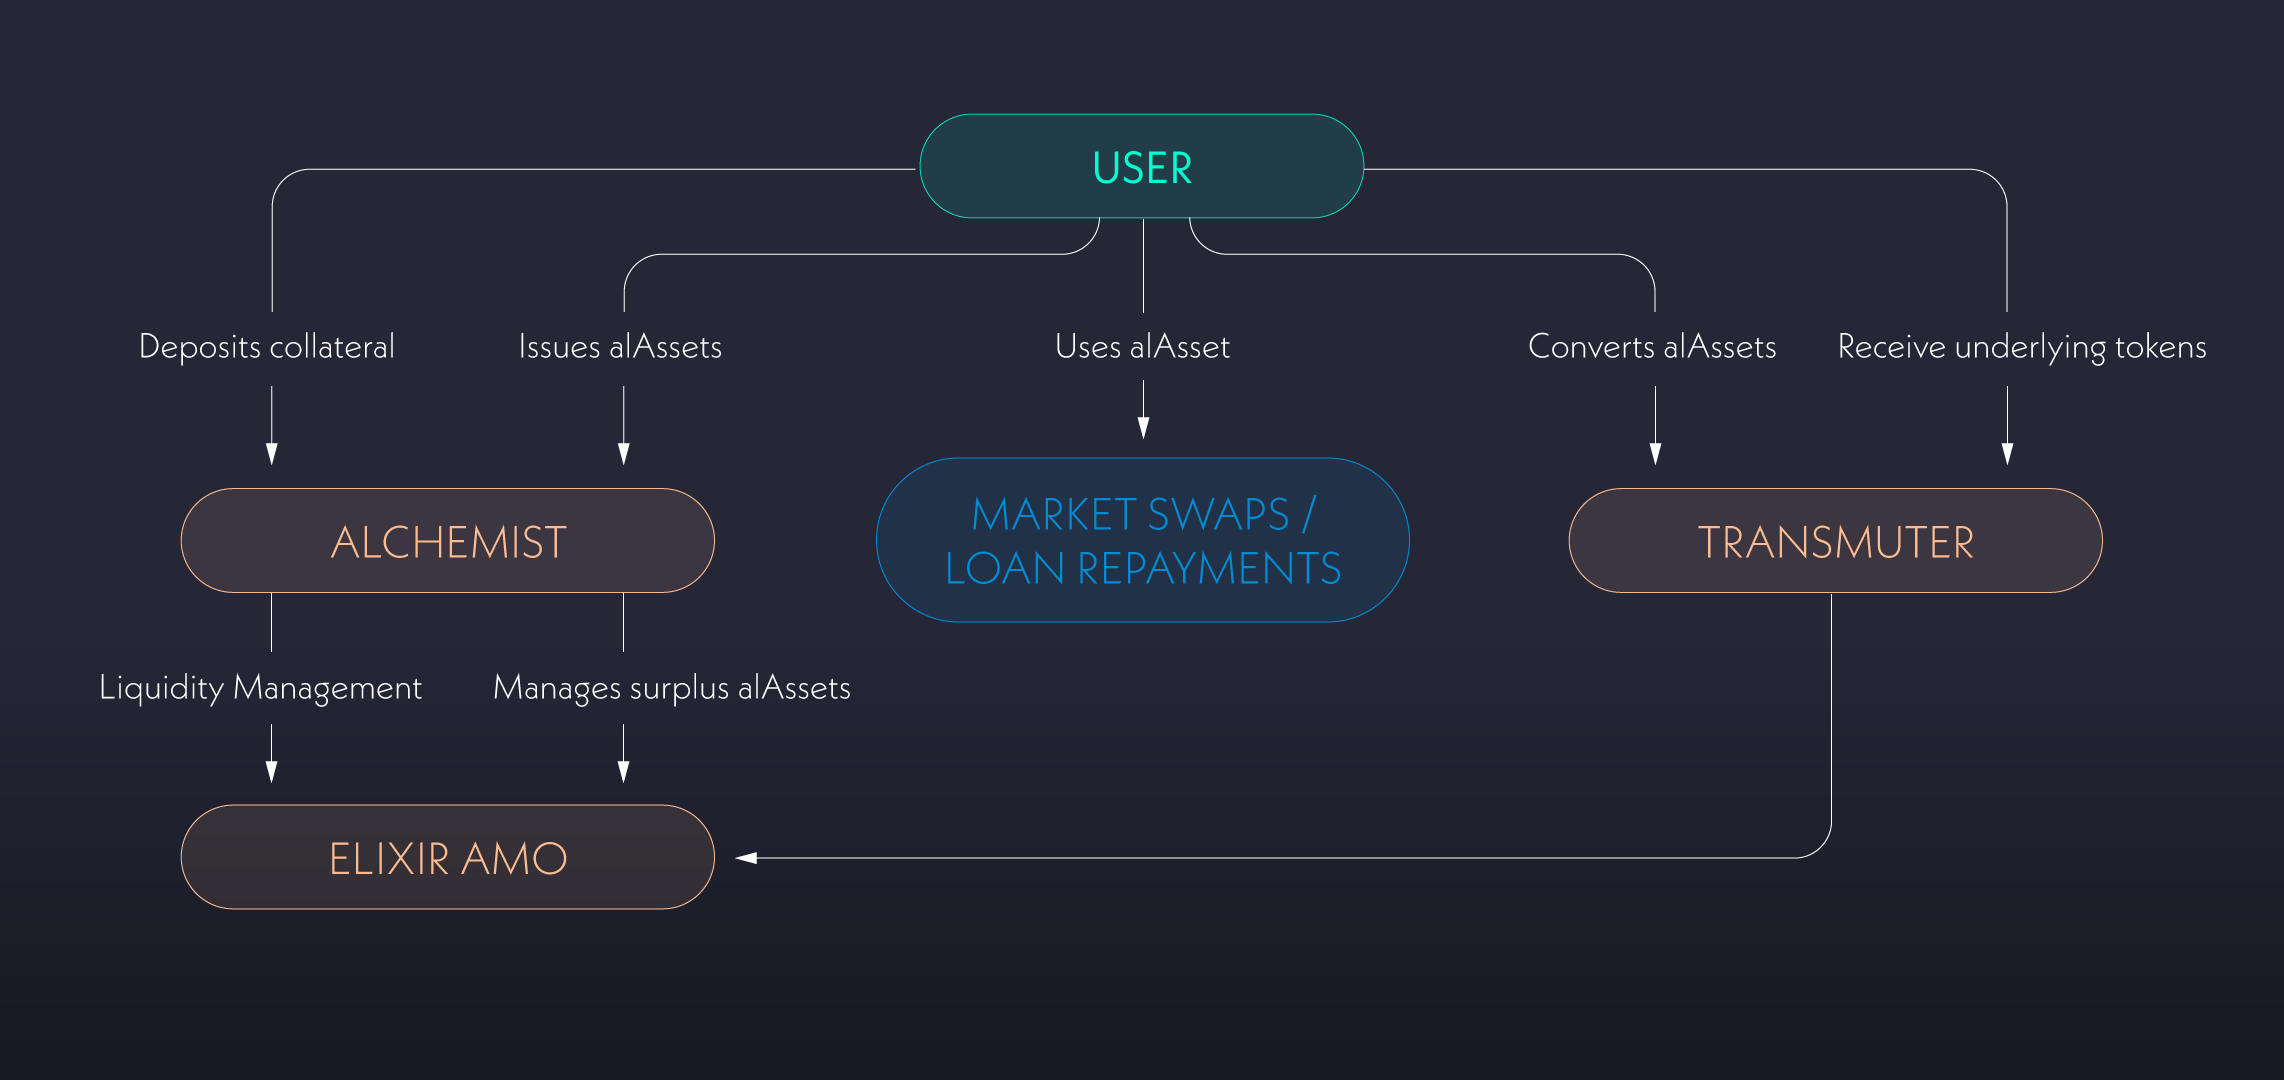 USER
Deposits collateral
Issues alAssets
Uses alAsset
Converts alAssets
Receive underlying tokens
ALCHEMIST
MARKET SWAPS /
LOAN REPAYMENTS
TRANSMUTER
Liquidity Management
Manages surplus alAssets
ELIXIR AMO